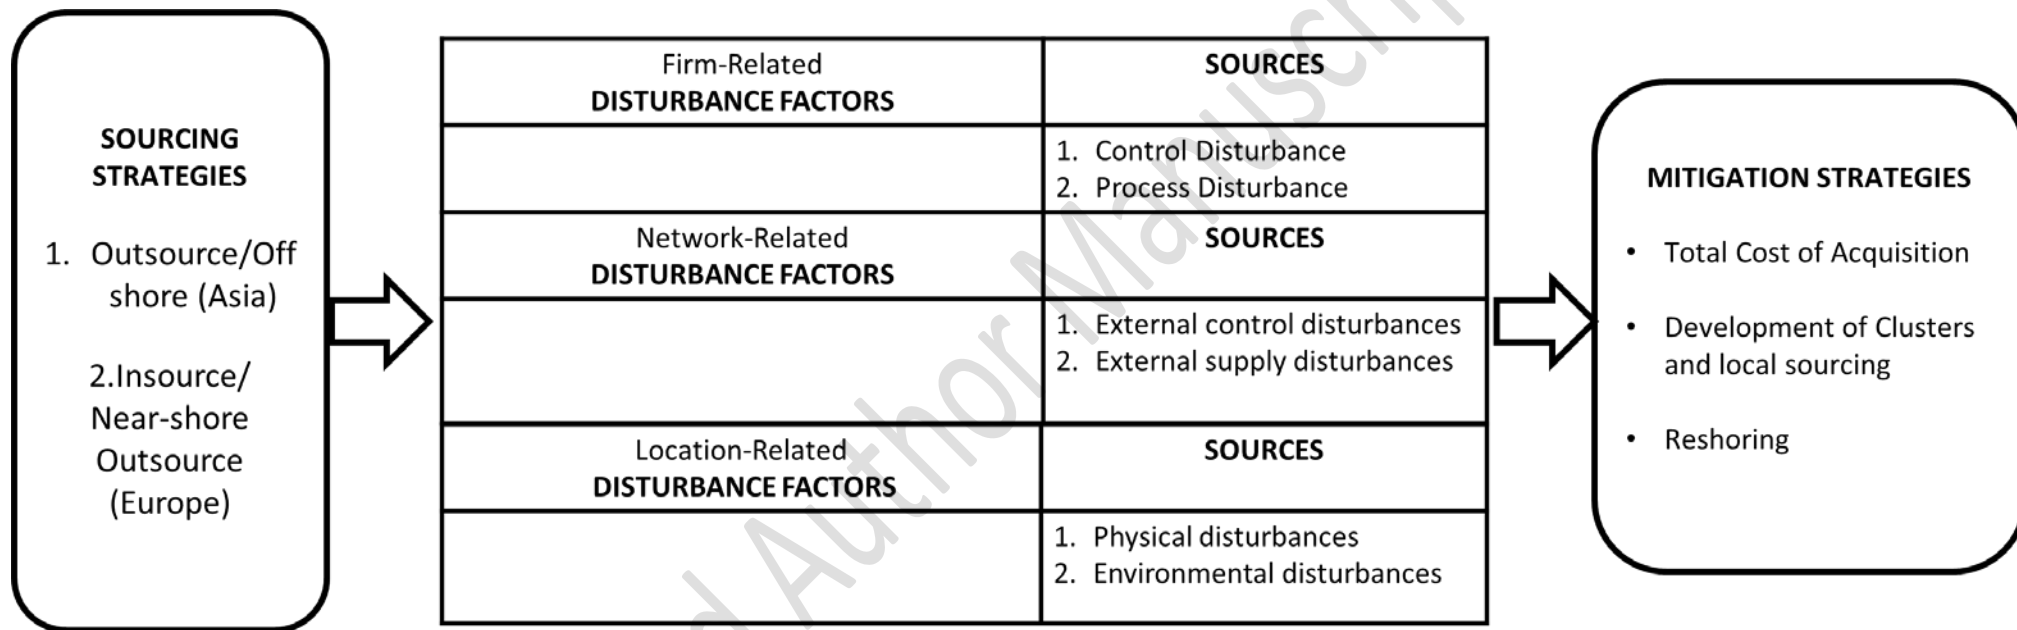 SOURCING
STRATEGIES
1. Outsource/Off
shore (Asia)
2.Insource/
Near-shore
Outsource
(Europe)
Firm-Related
DISTURBANCE FACTORS
SOURCES
1. Control Disturbance
2. Process Disturbance
Network-Related
DISTURBANCE FACTORS
SOURCES
1. External control disturbances
2. External supply disturbances
Location-Related
DISTURBANCE FACTORS
SOURCES
1. Physical disturbances
2. Environmental disturbances
MITIGATION STRATEGIES
• Total Cost of Acquisition
• Development of Clusters
and local sourcing
• Reshoring
Author Manuscrip